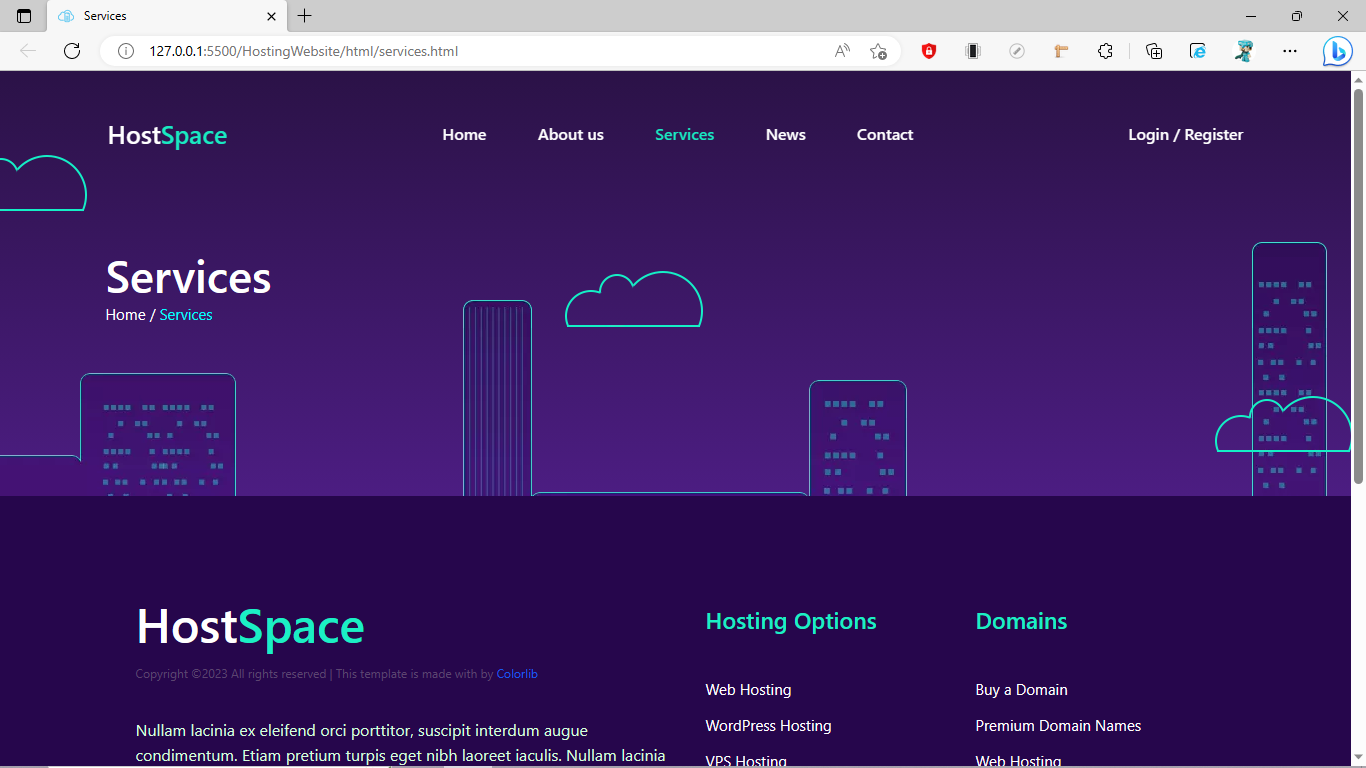 Services
127.0.0.1:5500/HostingWebsite/html/services.html
HostSpace Home About us Services News Contact Login / Register
Services
Home / Services
HostSpace
Copyright ©2023 All rights reserved | This template is made with by Colorlib
Nullam lacinia ex eleifend orci porttitor, suscipit interdum augue
condimentum. Etiam pretium turpis eget nibh laoreet iaculis. Nullam lacinia
Hosting Options
Web Hosting
WordPress Hosting
VPS Hosting
Domains
Buy a Domain
Premium Domain Names
Web Hosting